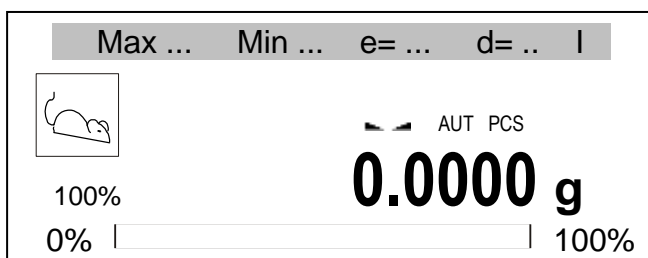 Max ... Min ... e= ... d= .. I
AUT PCS
0.0000 g
100%
0% 100%